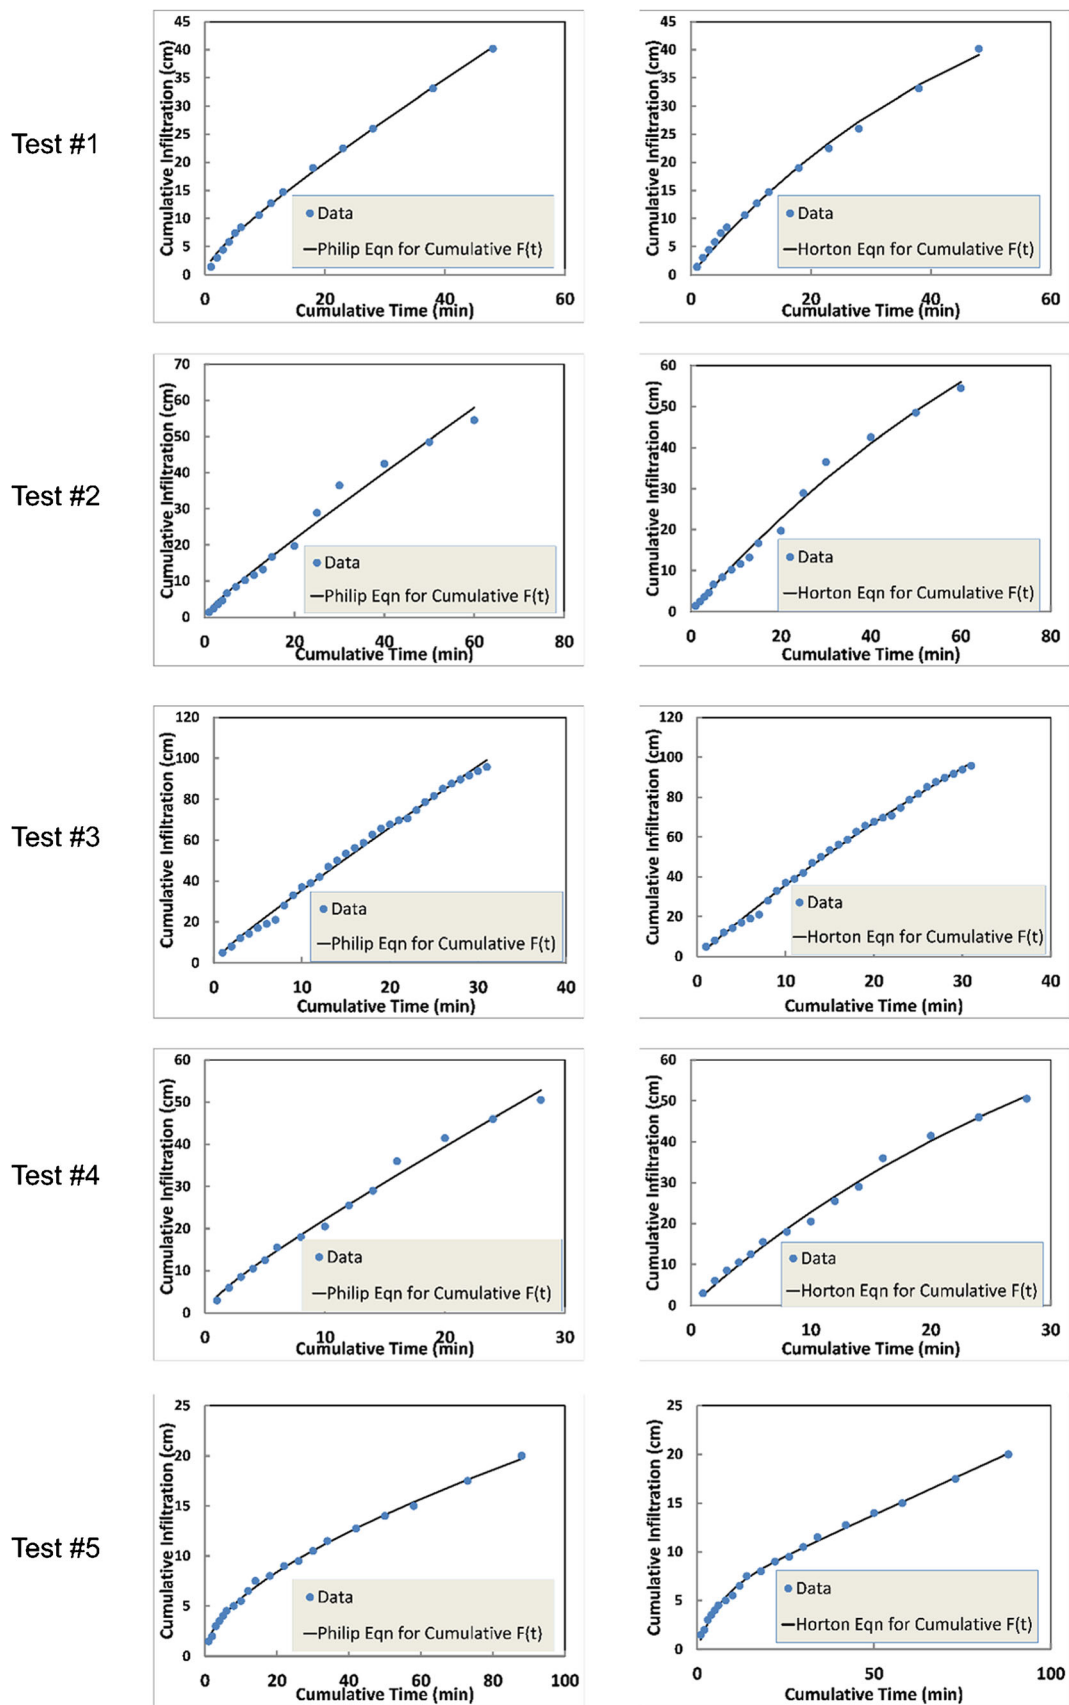 Test #1
Cumulative Infiltration (cm)
45
40
35
30
25
20
15
10
5
0
Data
Philip Eqn for Cumulative F(t)
0 20 40 60
Cumulative Time (min)
Cumulative Infiltration (cm)
45
40
35
30
25
20
15
10
5
0
Data
Horton Eqn for Cumulative F(t)
0 20 40 60
Cumulative Time (min)
Test #2
Cumulative Infiltration (cm)
70
60
50
40
30
20
10
0
Data
Philip Eqn for Cumulative F(t)
0 20 40 60 80
Cumulative Time (min)
Cumulative Infiltration (cm)
60
50
40
30
20
10
0
Data
Horton Eqn for Cumulative F(t)
0 20 40 60 80
Cumulative Time (min)
Test #3
Cumulative Infiltration (cm)
120
100
80
60
40
20
0
Data
Philip Eqn for Cumulative F(t)
0 10 20 30 40
Cumulative Time (min)
Cumulative Infiltration (cm)
120
100
80
60
40
20
0
Data
Horton Eqn for Cumulative F(t)
0 10 20 30 40
Cumulative Time (min)
Test #4
Cumulative Infiltration (cm)
60
50
40
30
20
10
0
Data
Philip Eqn for Cumulative F(t)
0 10 20 30
Cumulative Time (min)
Cumulative Infiltration (cm)
60
50
40
30
20
10
0
Data
Horton Eqn for Cumulative F(t)
0 10 20 30
Cumulative Time (min)
Test #5
Cumulative Infiltration (cm)
25
20
15
10
5
0
Data
Philip Eqn for Cumulative F(t)
0 20 40 60 80 100
Cumulative Time (min)
Cumulative Infiltration (cm)
25
20
15
10
5
0
Data
Horton Eqn for Cumulative F(t)
0 50 100
Cumulative Time (min)